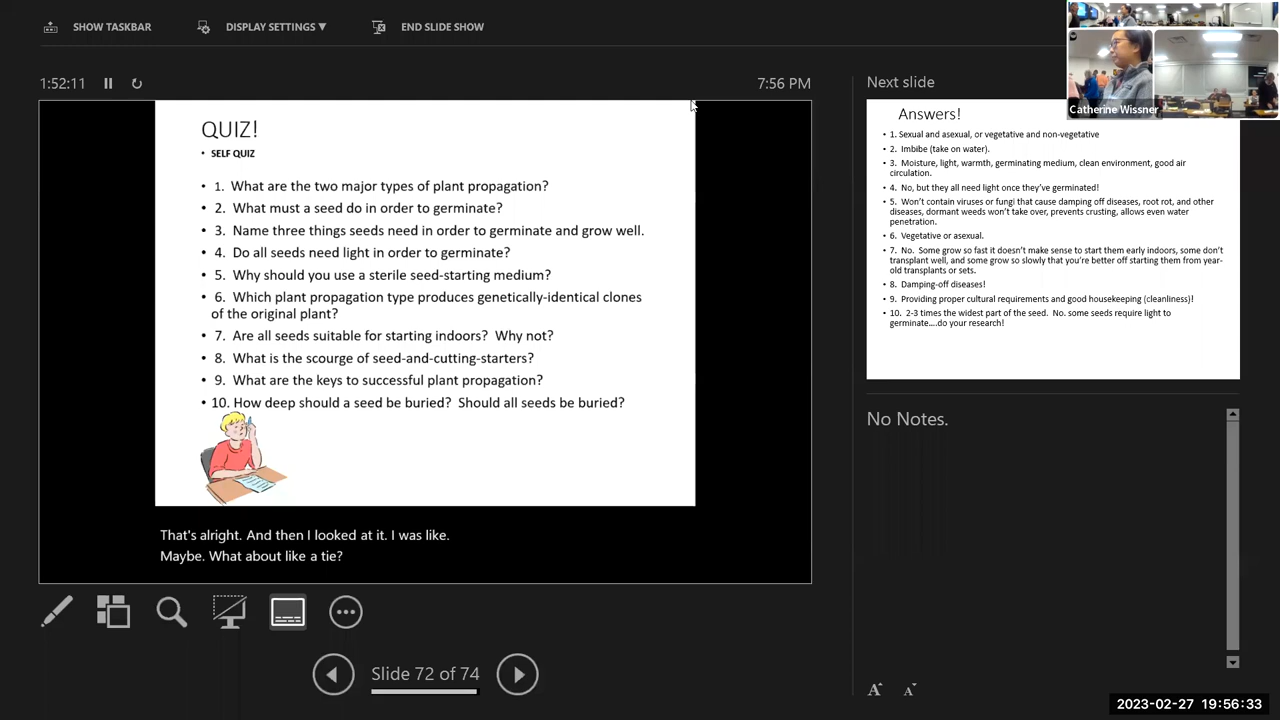 SHOW TASKBAR
DISPLAY SETTINGS ▼
END SLIDE SHOW
1:52:11
7:56 PM
QUIZ!
• SELF QUIZ
• 1. What are the two major types of plant propagation?
• 2. What must a seed do in order to germinate?
• 3. Name three things seeds need in order to germinate and grow well.
• 4. Do all seeds need light in order to germinate?
• 5. Why should you use a sterile seed-starting medium?
• 6. Which plant propagation type produces genetically-identical clones
of the original plant?
• 7. Are all seeds suitable for starting indoors? Why not?
• 8. What is the scourge of seed-and-cutting-starters?
• 9. What are the keys to successful plant propagation?
• 10. How deep should a seed be buried? Should all seeds be buried?
That's alright. And then I looked at it. I was like.
Maybe. What about like a tie?
Slide 72 of 74
Next slide
Catherine Wissner
Answers!
• 1. Sexual and asexual, or vegetative and non-vegetative
• 2. Imbibe (take on water).
• 3. Moisture, light, warmth, germinating medium, clean environment, good air
circulation.
• 4. No, but they all need light once they've germinated!
• 5. Won't contain viruses or fungi that cause damping off diseases, root rot, and other
diseases, dormant weeds won't take over, prevents crusting, allows even water
penetration.
• 6. Vegetative or asexual.
• 7. No. Some grow so fast it doesn't make sense to start them early indoors, some don't
transplant well, and some grow so slowly that you're better off starting them from year-
old transplants or sets.
• 8. Damping-off diseases!
• 9. Providing proper cultural requirements and good housekeeping (cleanliness)!
• 10. 2-3 times the widest part of the seed. No. some seeds require light to
germinate....do your research!
No Notes.
A A
2023-02-27 19:56:33